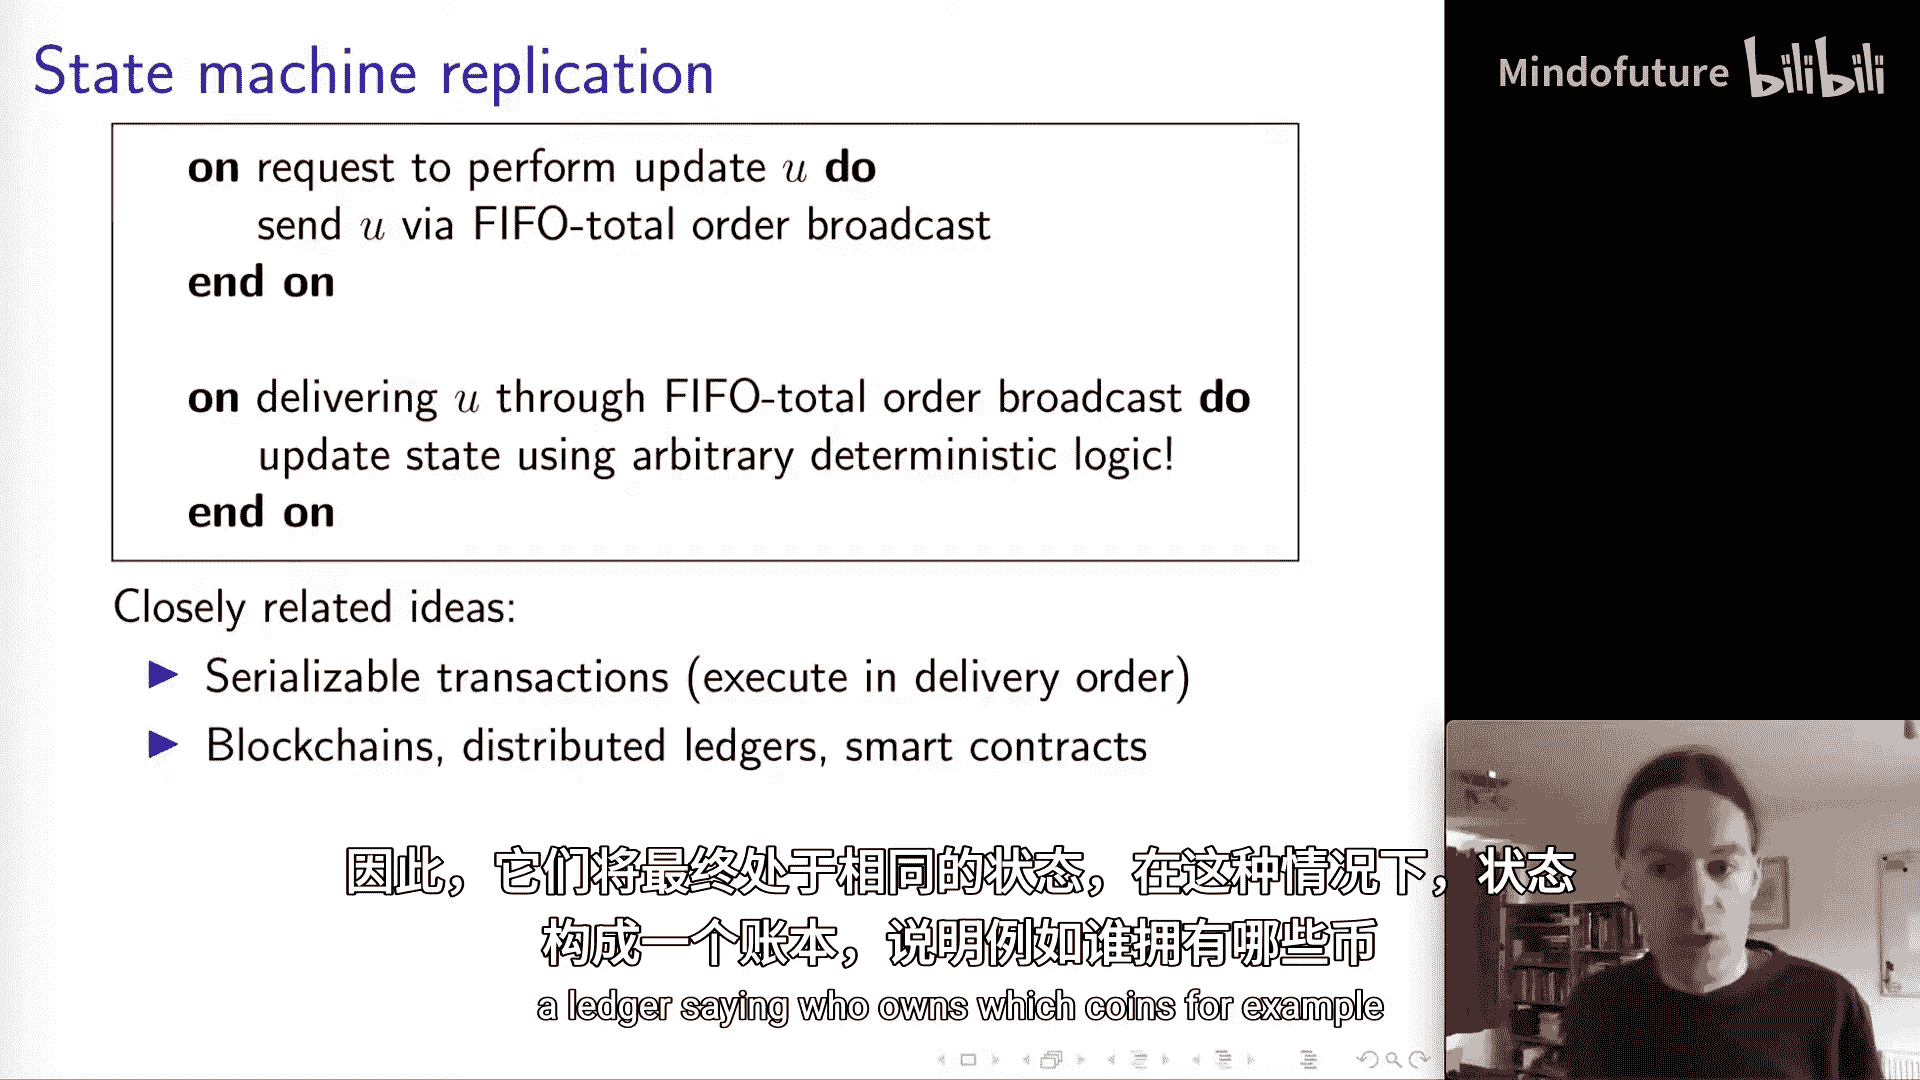 State machine replication
Mindofuture bilibili
on request to perform update u do
send u via FIFO-total order broadcast
end on
on delivering u through FIFO-total order broadcast do
update state using arbitrary deterministic logic!
end on
Closely related ideas:
Serializable transactions (execute in delivery order)
Blockchains, distributed ledgers, smart contracts
因此，它们将最终处于相同的状态，在这种情况下，状态
构成一个账本，说明例如谁拥有哪些币
a ledger saying who owns which coins for example